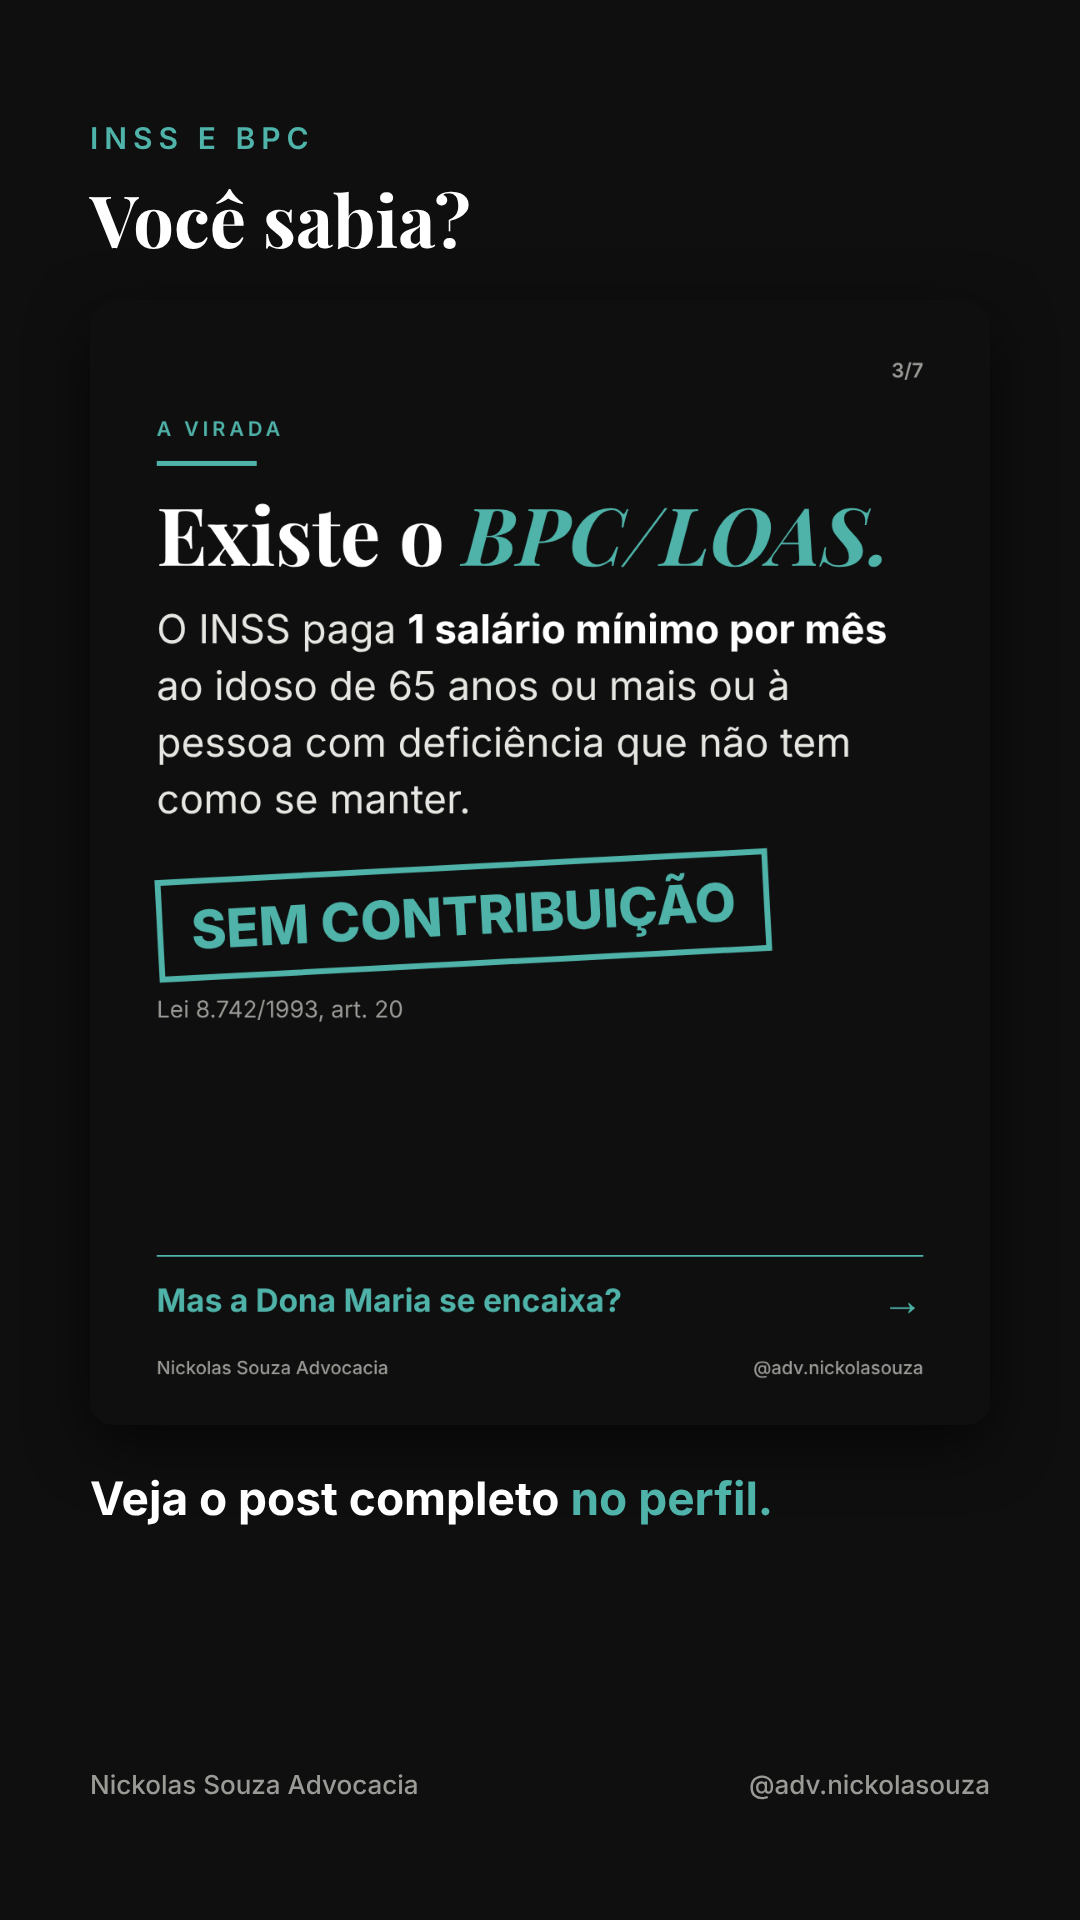 INSS E BPC
Você sabia?
3/7
A VIRADA
Existe o BPC/LOAS.
O INSS paga 1 salário mínimo por mês
ao idoso de 65 anos ou mais ou à
pessoa com deficiência que não tem
como se manter.
SEM CONTRIBUIÇÃO
Lei 8.742/1993, art. 20
Mas a Dona Maria se encaixa? →
Nickolas Souza Advocacia @adv.nickolasouza
Veja o post completo no perfil.
Nickolas Souza Advocacia @adv.nickolasouza